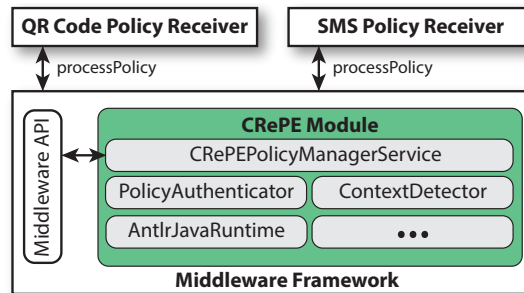 QR Code Policy Receiver
SMS Policy Receiver
processPolicy
processPolicy
Middleware API
CRePE Module
CRePEPolicyManagerService
PolicyAuthenticator
ContextDetector
AntlrJavaRuntime
•••
Middleware Framework